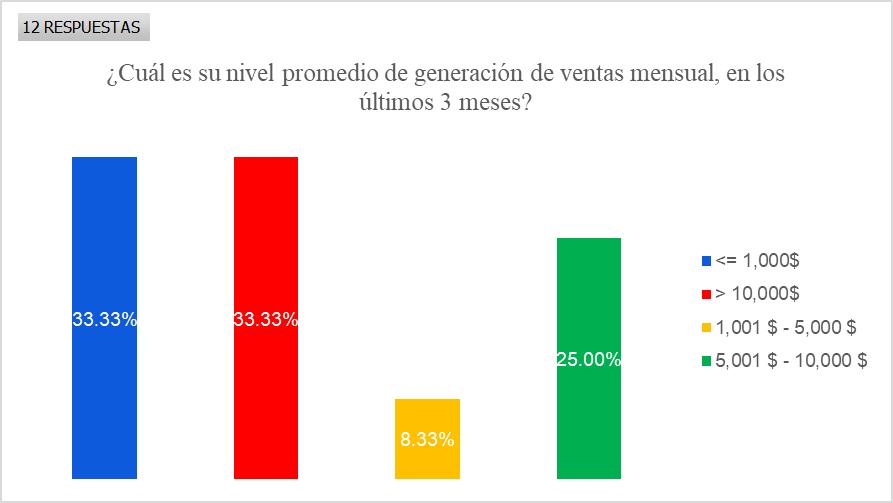 12 RESPUESTAS
¿Cuál es su nivel promedio de generación de ventas mensual, en los
últimos 3 meses?
33.33%
33.33%
8.33%
25.00%
<= 1,000$
> 10,000$
1,001 $ - 5,000 $
5,001 $ - 10,000 $